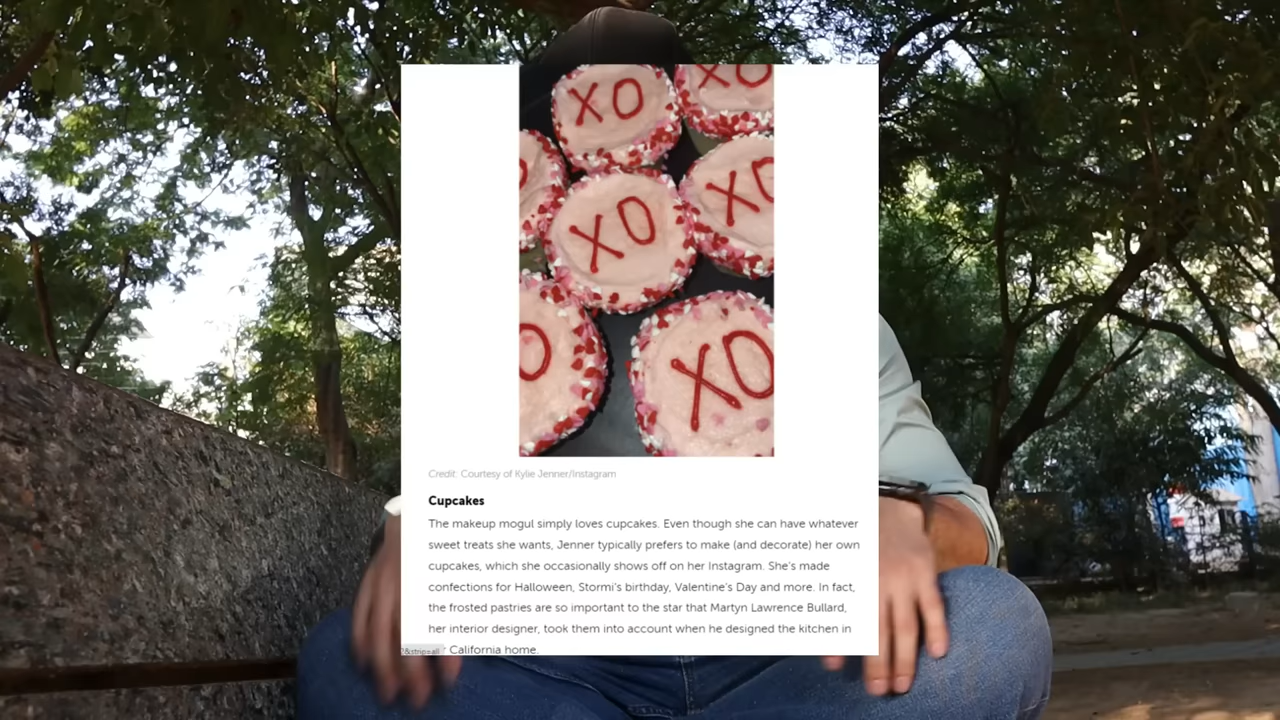 XO
XO
XO
XO
O
XO
Credit: Courtesy of Kylie Jenner/Instagram
Cupcakes
The makeup mogul simply loves cupcakes. Even though she can have whatever
sweet treats she wants, Jenner typically prefers to make (and decorate) her own
cupcakes, which she occasionally shows off on her Instagram. She's made
confections for Halloween, Stormi's birthday, Valentine's Day and more. In fact,
the frosted pastries are so important to the star that Martyn Lawrence Bullard,
her interior designer, took them into account when he designed the kitchen in
r California home.
2&strip=all